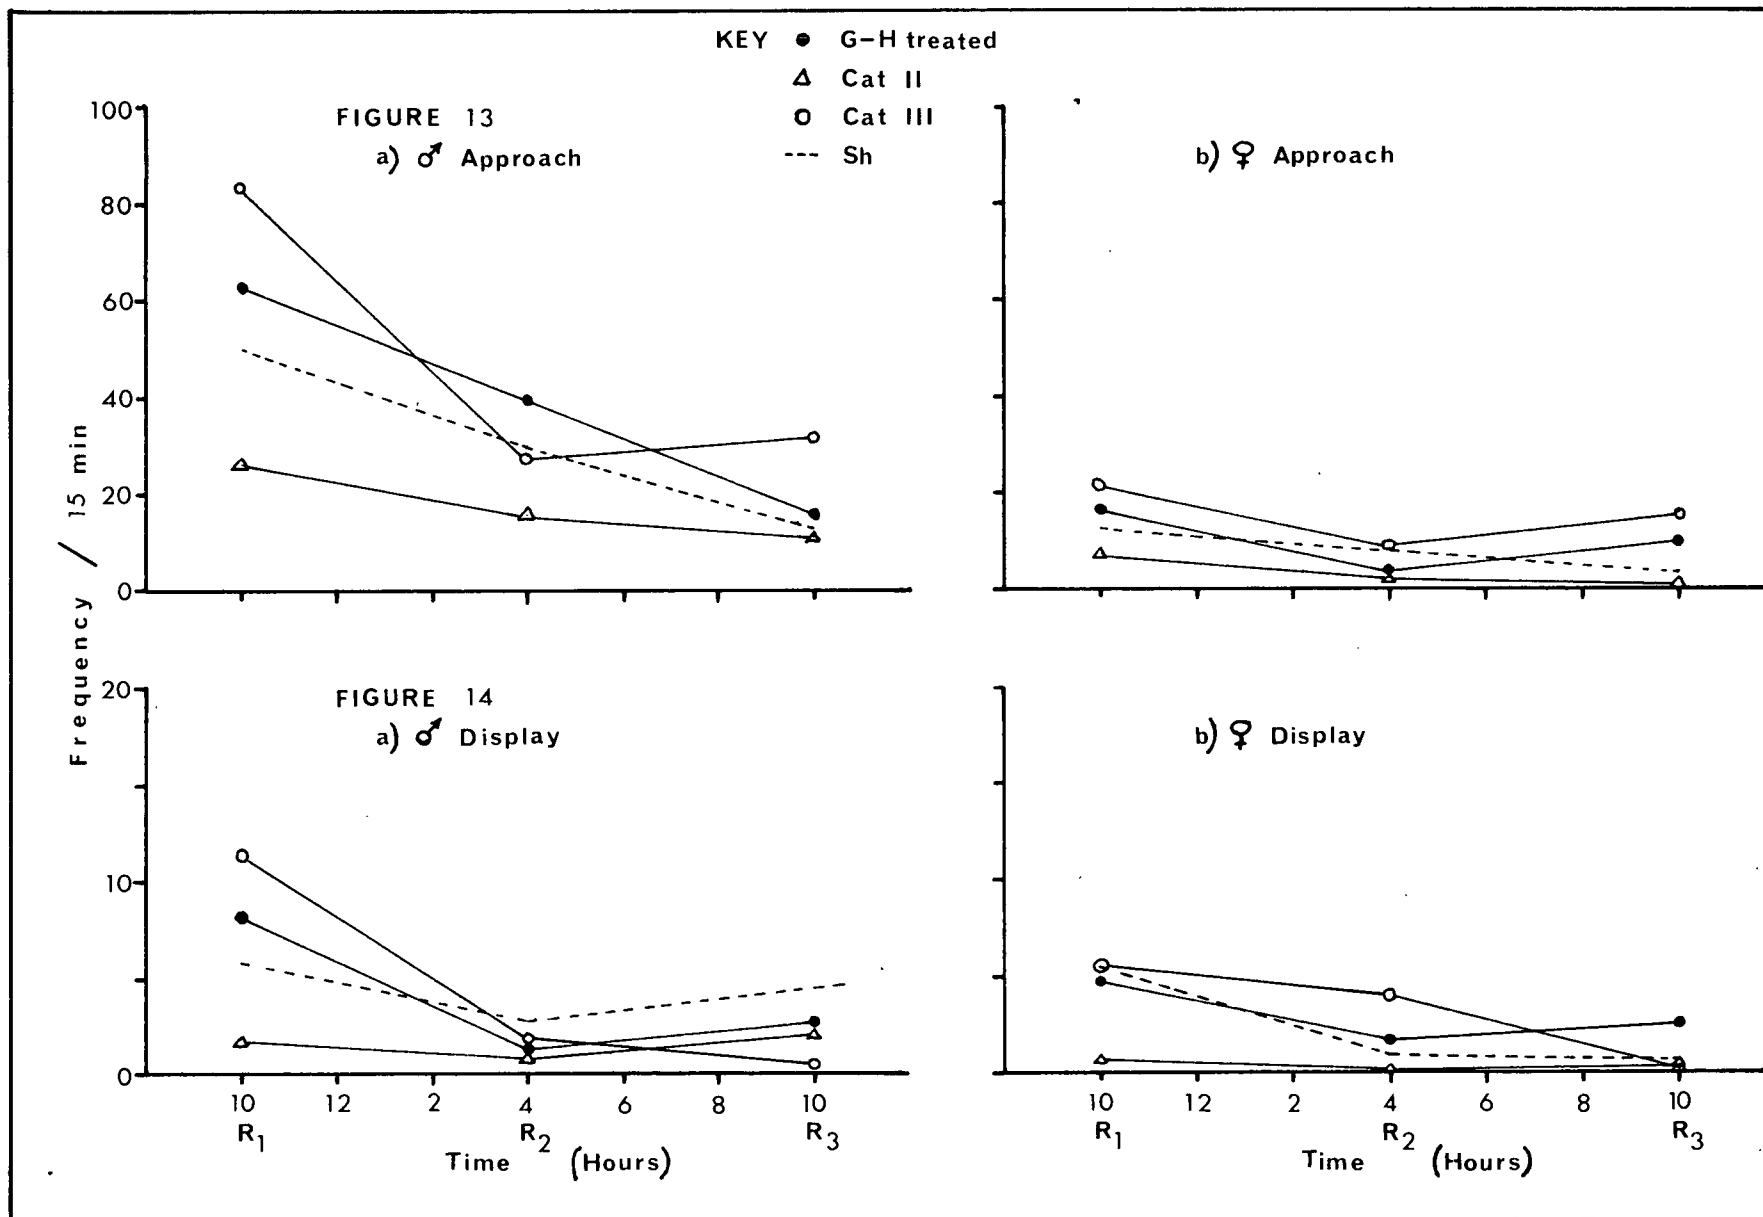 KEY ● G-H treated
△ Cat II
○ Cat III
--- Sh
FIGURE 13
a) ♂ Approach
b) ♀ Approach
100
80
60
40
20
0
Frequency / 15 min
FIGURE 14
a) ♂ Display
b) ♀ Display
20
10
0
10 12 2 4 6 8 10
R1 R2 R3
Time (Hours)
10 12 2 4 6 8 10
R1 R2 R3
Time (Hours)